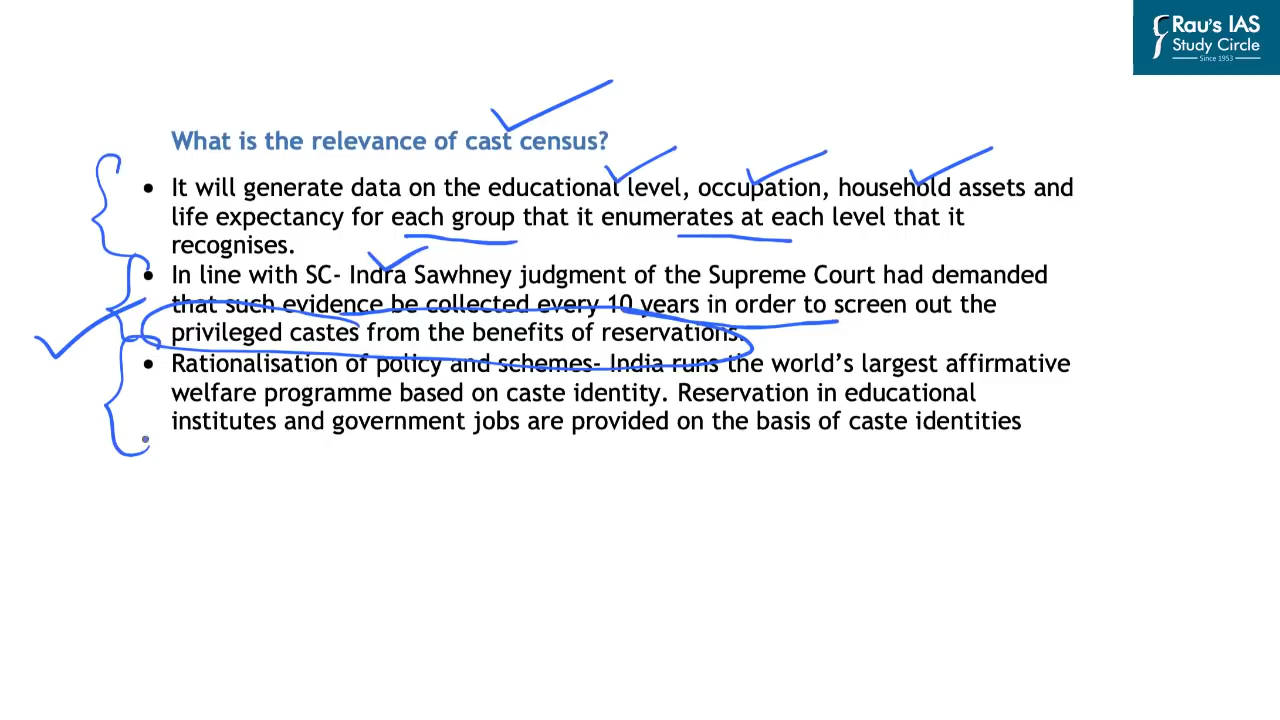 Rau's IAS
Study Circle
Since 1953
What is the relevance of cast census?
• It will generate data on the educational level, occupation, household assets and
life expectancy for each group that it enumerates at each level that it
recognises.
• In line with SC- Indra Sawhney judgment of the Supreme Court had demanded
that such evidence be collected every 10 years in order to screen out the
privileged castes from the benefits of reservations.
• Rationalisation of policy and schemes- India runs the world's largest affirmative
welfare programme based on caste identity. Reservation in educational
institutes and government jobs are provided on the basis of caste identities